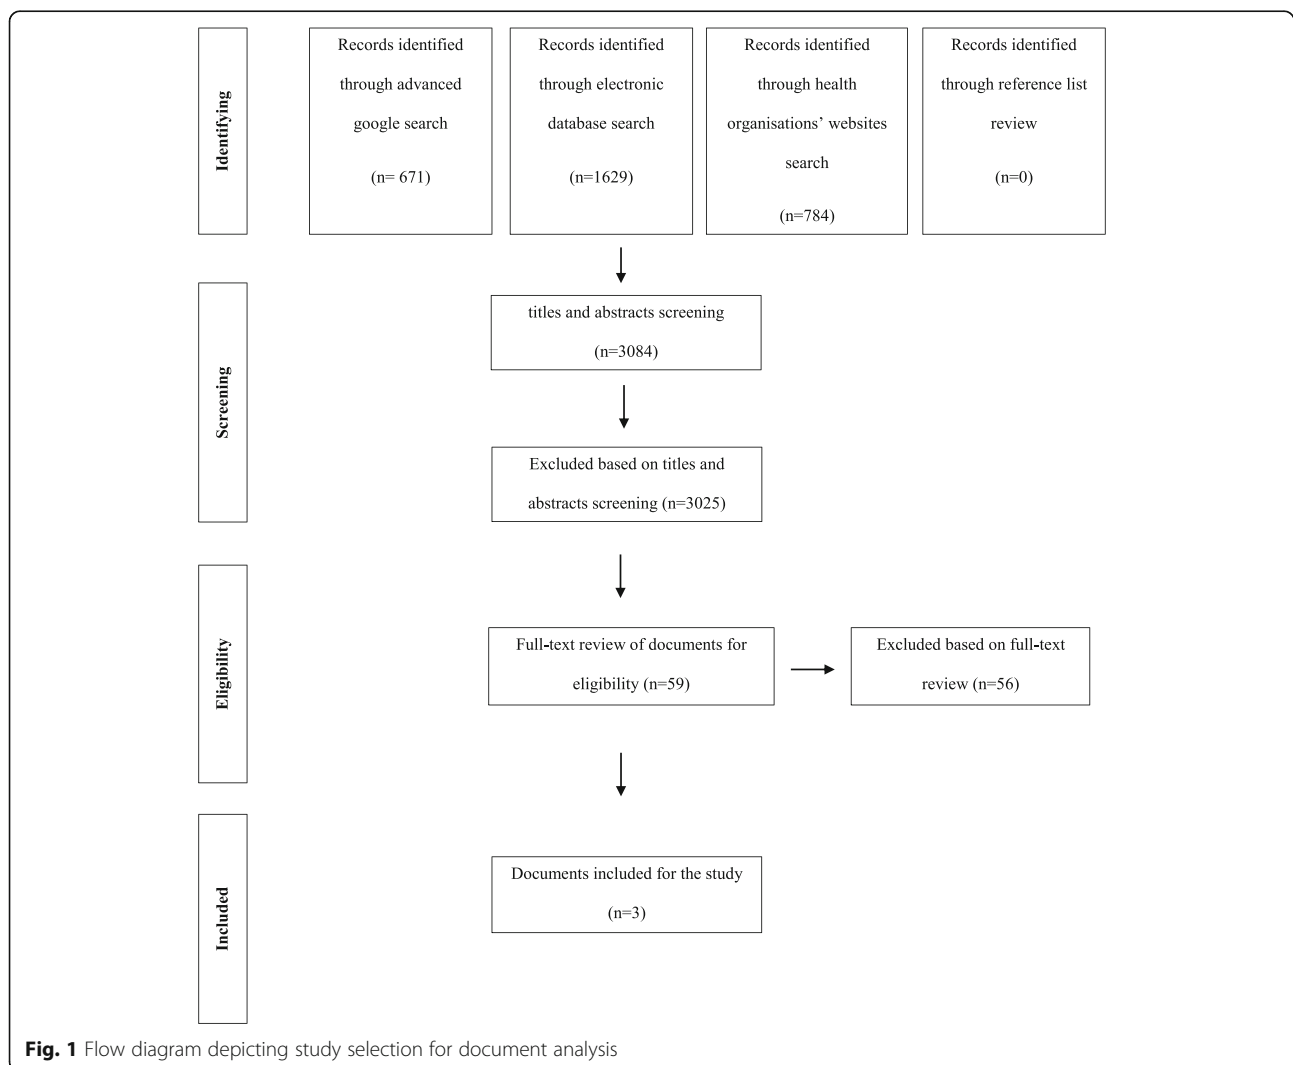 Identifying
Records identified
through advanced
google search
(n= 671)
Records identified
through electronic
database search
(n=1629)
Records identified
through health
organisations’ websites
search
(n=784)
Records identified
through reference list
review
(n=0)
Screening
titles and abstracts screening
(n=3084)
Excluded based on titles and
abstracts screening (n=3025)
Eligibility
Full-text review of documents for
eligibility (n=59)
Excluded based on full-text
review (n=56)
Included
Documents included for the study
(n=3)
Fig. 1 Flow diagram depicting study selection for document analysis